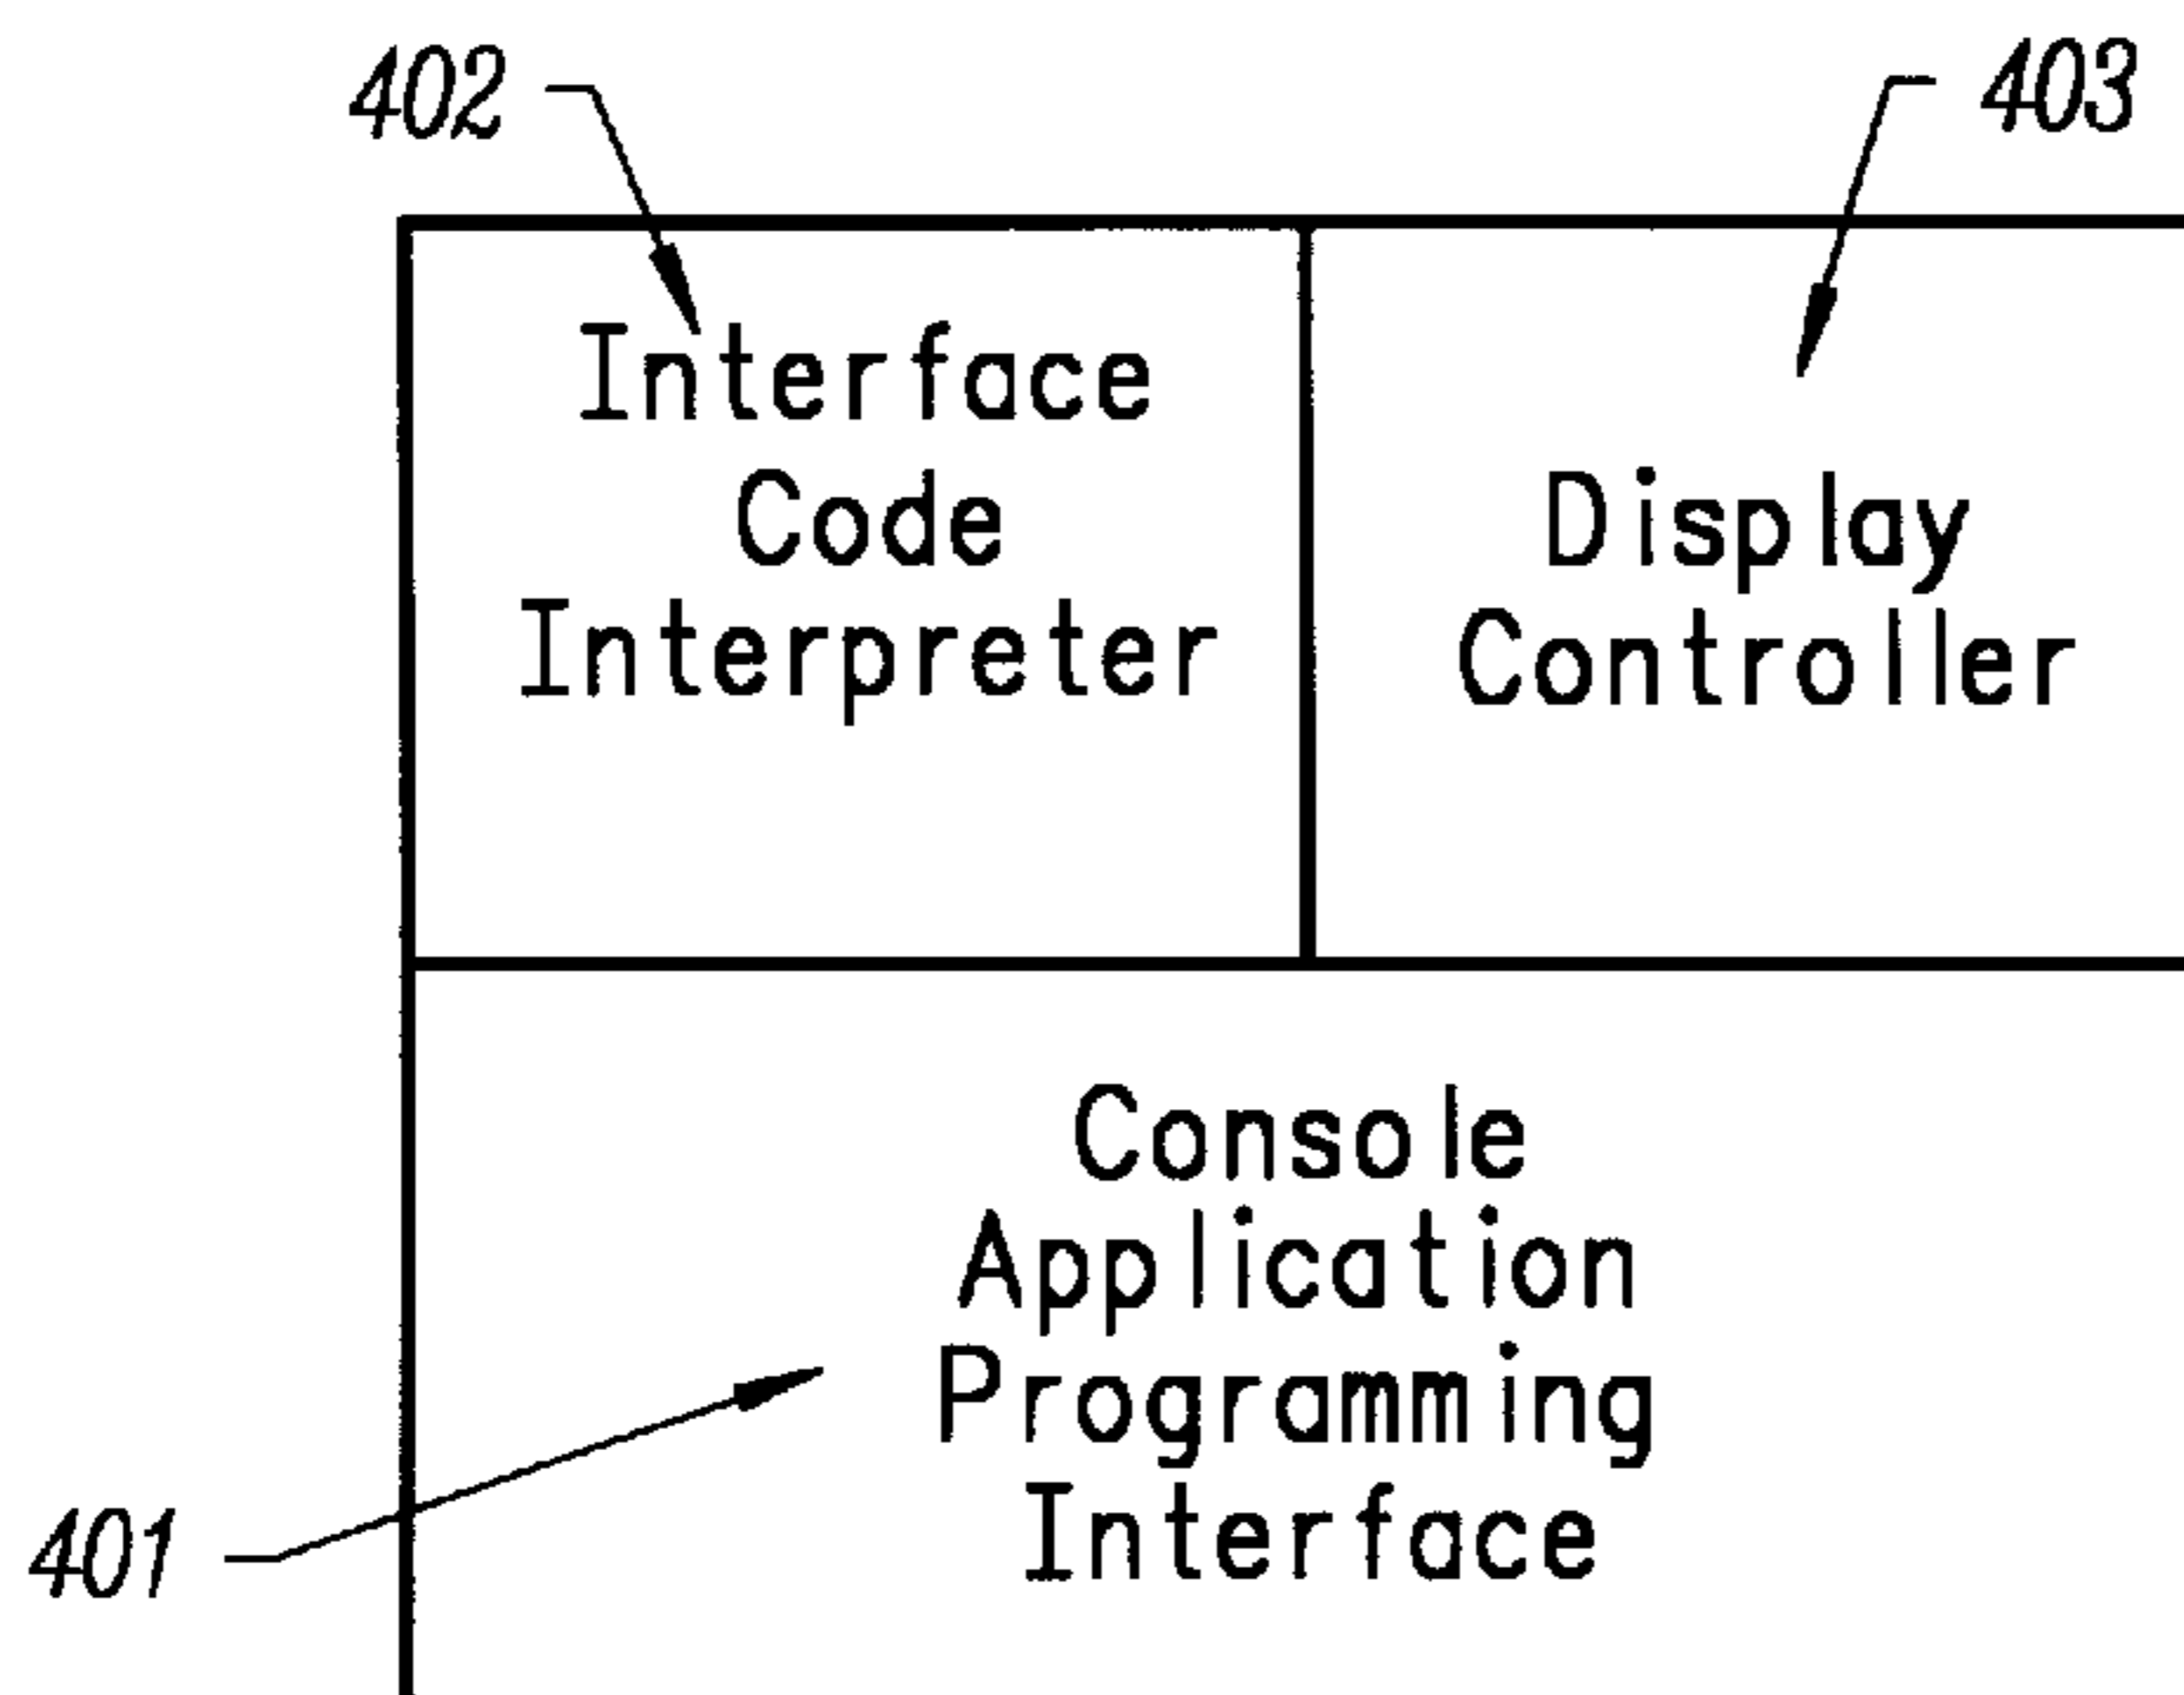 402
403
Interface
Code
Interpreter
Display
Controller
Console
Application
Programming
Interface
401